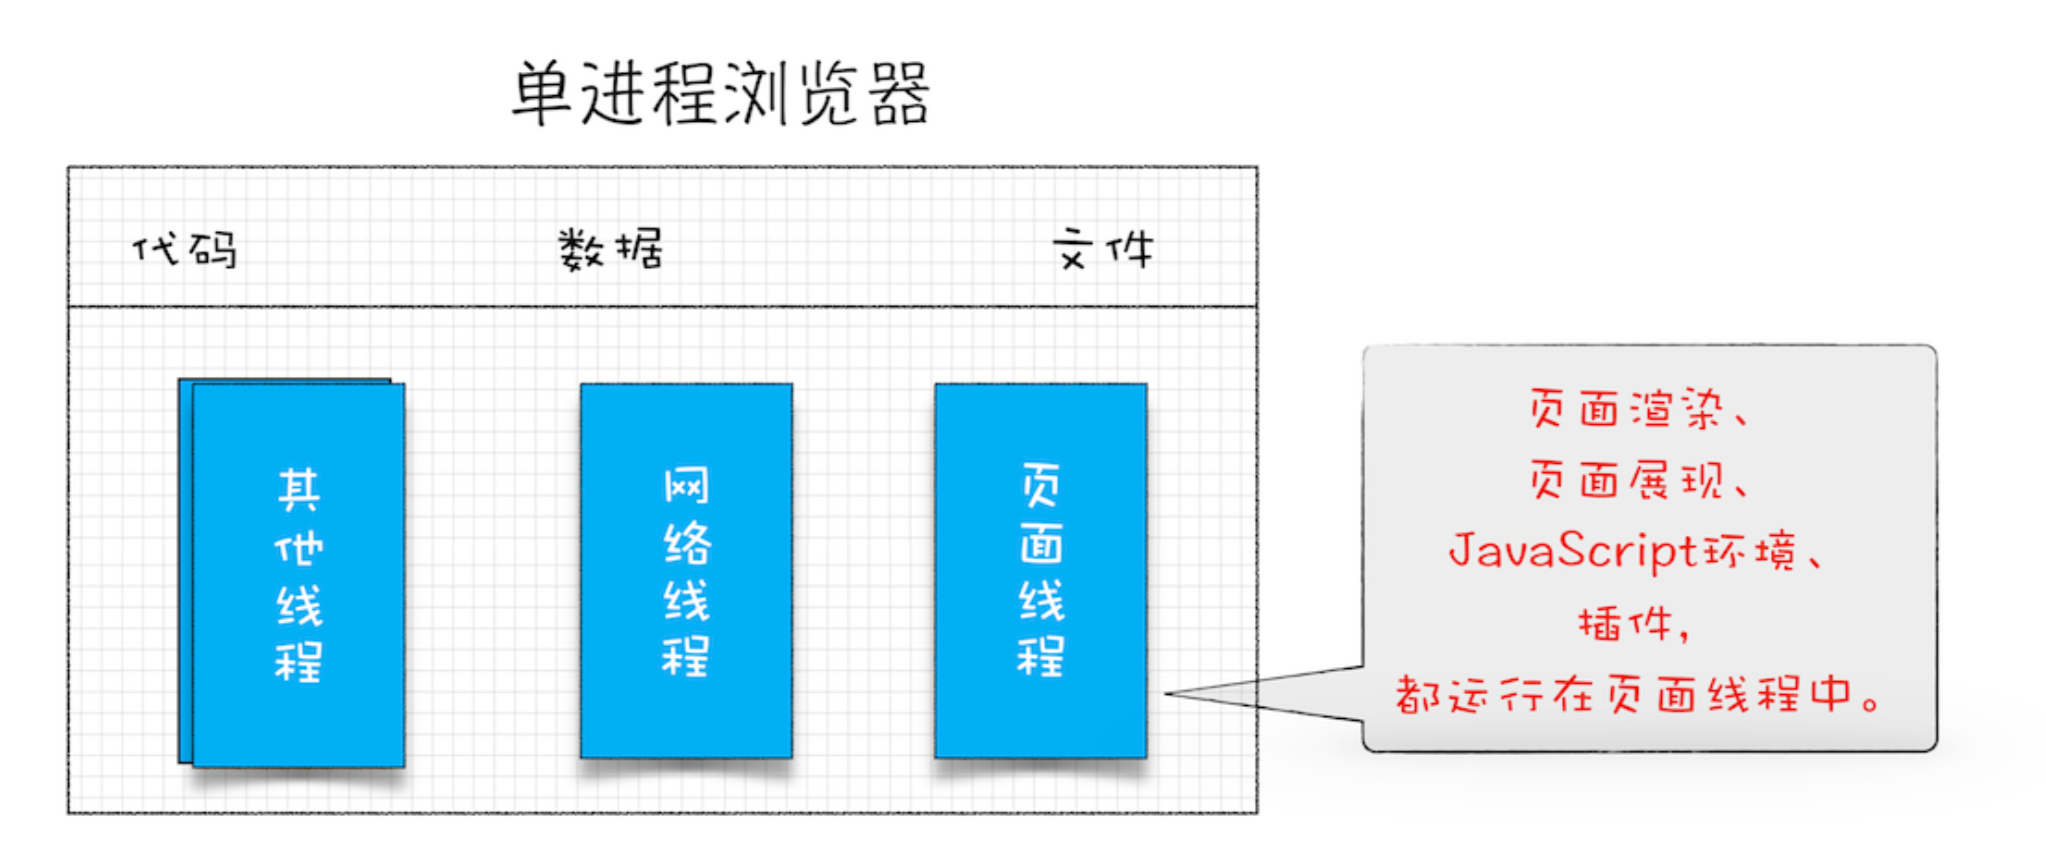 单进程浏览器
代码 数据 文件
其他线程
网络线程
页面线程
页面渲染、
页面展现、
JavaScript环境、
插件，
都运行在页面线程中。